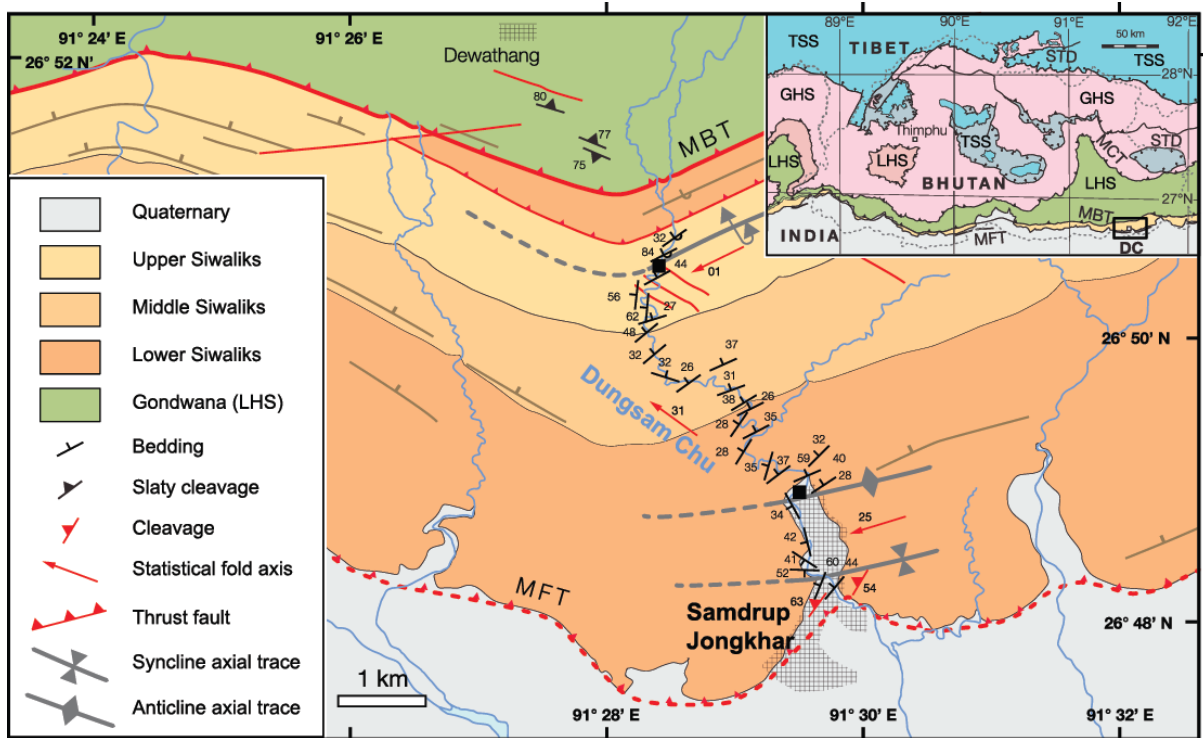 91° 24’ E
91° 26’ E
26° 52 N’
Dewathang
80
77
75
MBT
89°E
90°E
91°E
92°E
50 km
TSS
TIBET
STD
TSS
28°N
GHS
GHS
Thimphu
TSS
MCT
STD
LHS
LHS
BHUTAN
LHS
27°N
MBT
INDIA
MFT
DC
Quaternary
Upper Siwaliks
Middle Siwaliks
Lower Siwaliks
Gondwana (LHS)
Bedding
Slaty cleavage
Cleavage
Statistical fold axis
Thrust fault
Syncline axial trace
Anticline axial trace
32
84
44
01
56
27
62
48
26° 50’ N
32
32
37
26
31
38
26
31
Dungsam Chu
28
35
28
35
37
59
32
40
28
34
25
42
41
52
60
44
54
63
MFT
Samdrup
Jongkhar
26° 48’ N
1 km
91° 28’ E
91° 30’ E
91° 32’ E